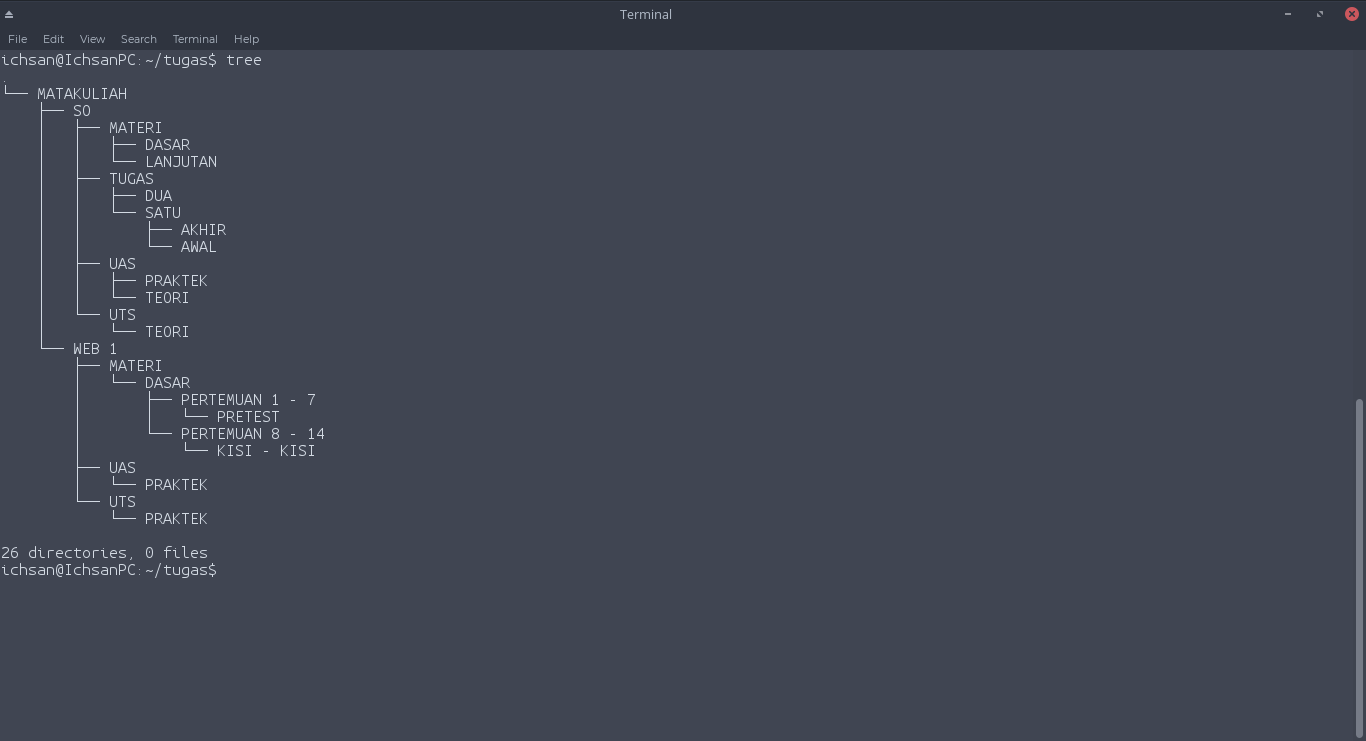 Terminal
File Edit View Search Terminal Help
ichsan@IchsanPC:~/tugas$ tree
.
└── MATAKULIAH
    ├── SO
    │   ├── MATERI
    │   │   ├── DASAR
    │   │   └── LANJUTAN
    │   ├── TUGAS
    │   │   ├── DUA
    │   │   └── SATU
    │   │       ├── AKHIR
    │   │       └── AWAL
    │   ├── UAS
    │   │   ├── PRAKTEK
    │   │   └── TEORI
    │   └── UTS
    │       └── TEORI
    └── WEB 1
        ├── MATERI
        │   └── DASAR
        │       ├── PERTEMUAN 1 - 7
        │       │   └── PRETEST
        │       └── PERTEMUAN 8 - 14
        │           └── KISI - KISI
        ├── UAS
        │   └── PRAKTEK
        └── UTS
            └── PRAKTEK
26 directories, 0 files
ichsan@IchsanPC:~/tugas$